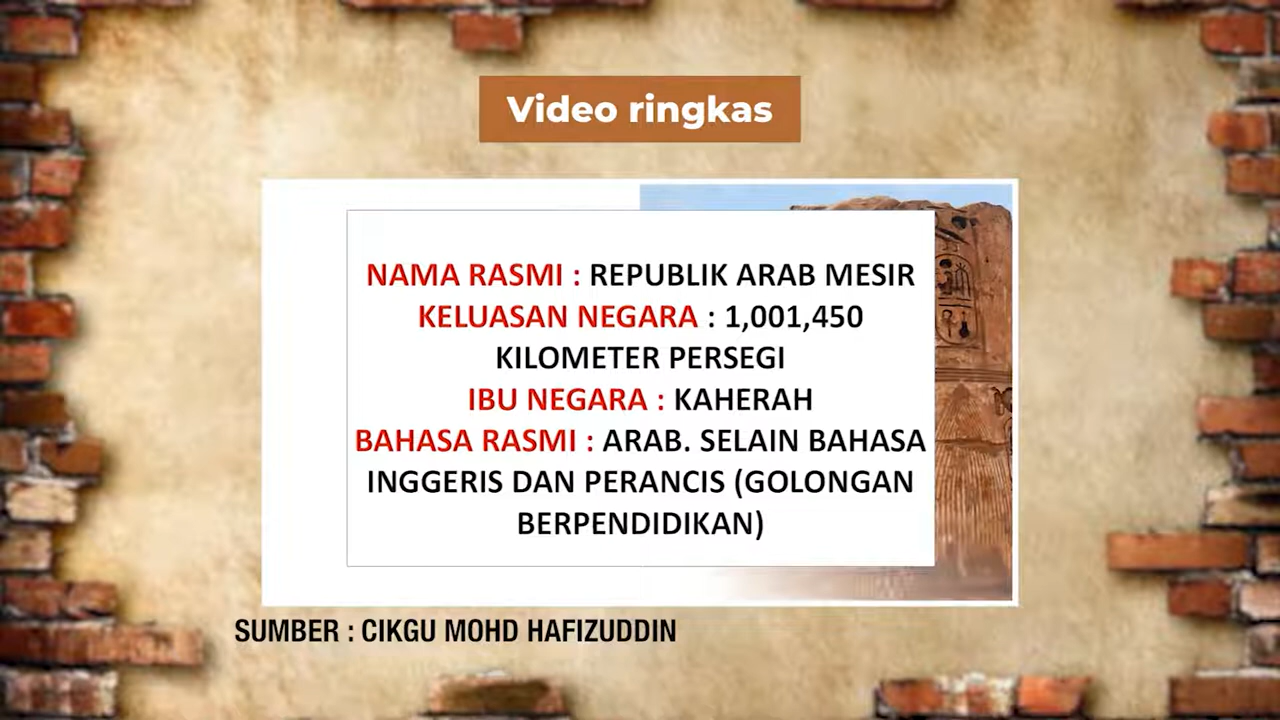 Video ringkas
NAMA RASMI : REPUBLIK ARAB MESIR
KELUASAN NEGARA : 1,001,450
KILOMETER PERSEGI
IBU NEGARA : KAHERAH
BAHASA RASMI : ARAB. SELAIN BAHASA
INGGERIS DAN PERANCIS (GOLONGAN
BERPENDIDIKAN)
SUMBER : CIKGU MOHD HAFIZUDDIN